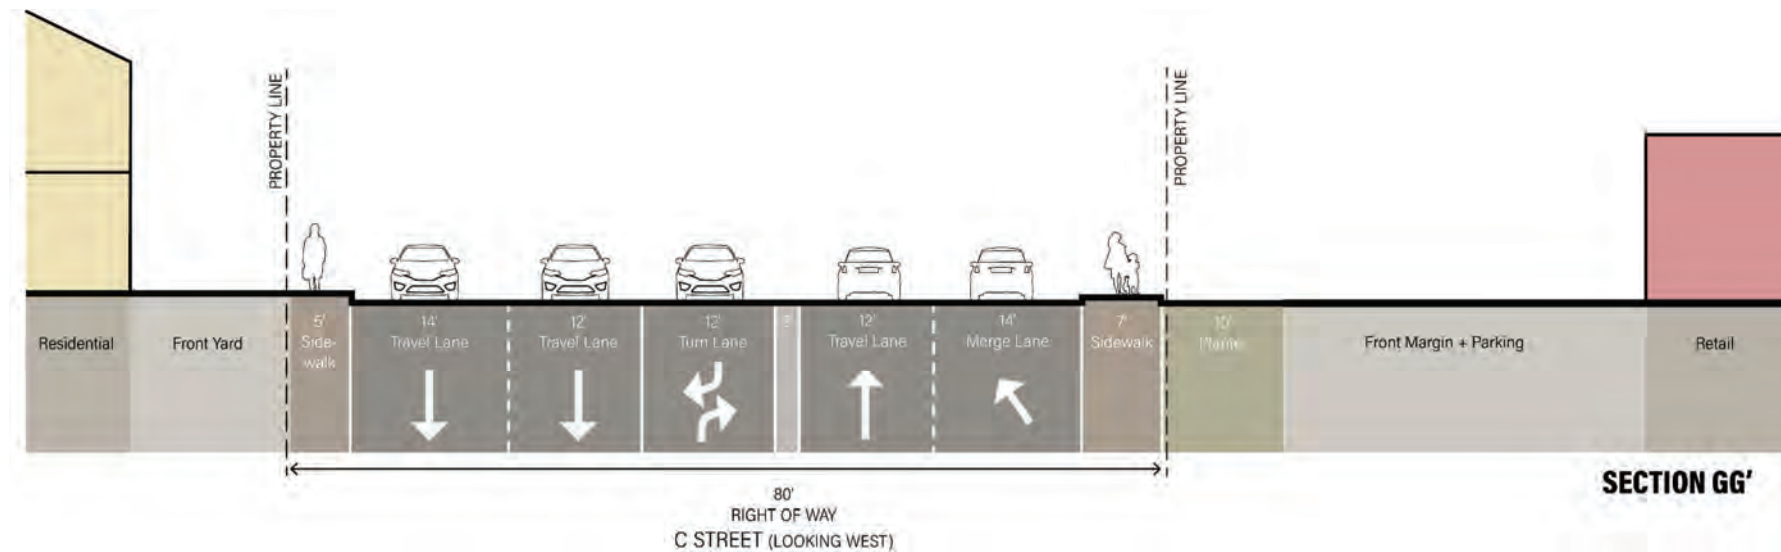 PROPERTY LINE
PROPERTY LINE
Residential
Front Yard
5'
Side-
walk
14'
Travel Lane
12'
Travel Lane
12'
Turn Lane
12'
Travel Lane
14'
Merge Lane
7'
Sidewalk
10'
Planter
Front Margin + Parking
Retail
80'
RIGHT OF WAY
C STREET (LOOKING WEST)
SECTION GG'